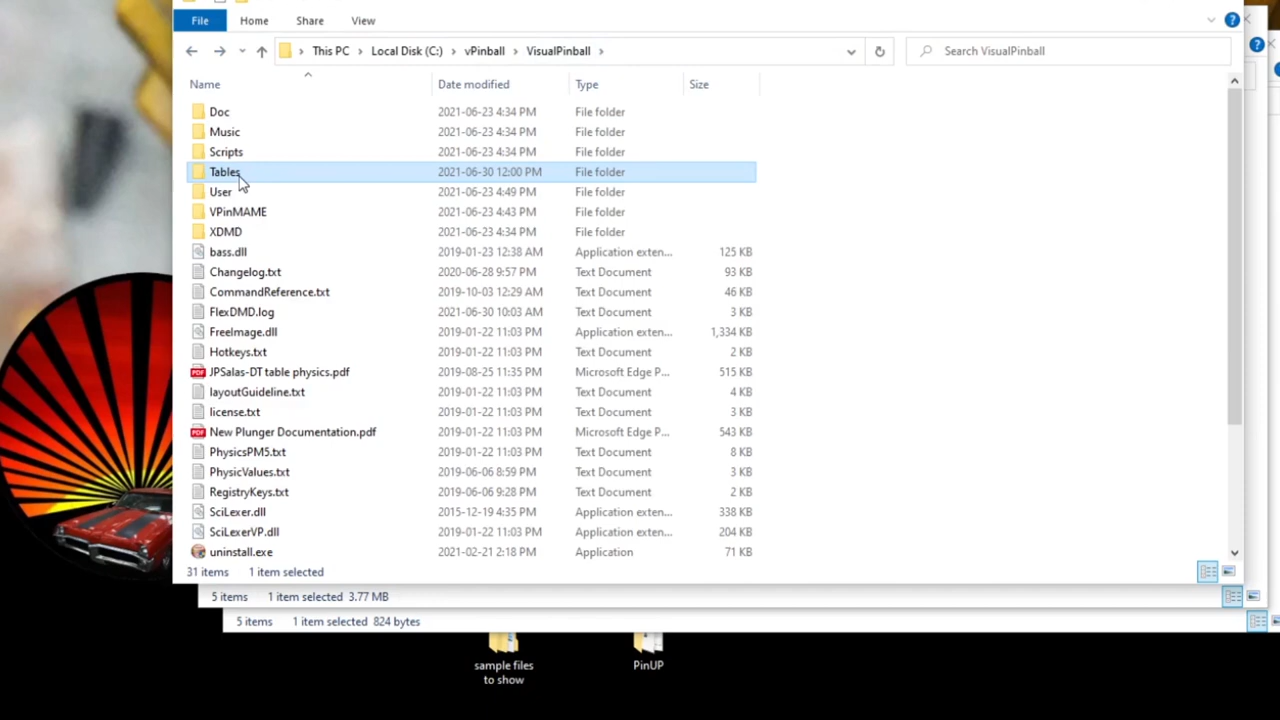 File Home Share View
This PC Local Disk (C:) vPinball VisualPinball Search VisualPinball
Name Date modified Type Size
Doc 2021-06-23 4:34 PM File folder
Music 2021-06-23 4:34 PM File folder
Scripts 2021-06-23 4:34 PM File folder
Tables 2021-06-30 12:00 PM File folder
User 2021-06-23 4:49 PM File folder
VPinMAME 2021-06-23 4:43 PM File folder
XDMD 2021-06-23 4:34 PM File folder
bass.dll 2019-01-23 12:38 AM Application exten... 125 KB
Changelog.txt 2020-06-28 9:57 PM Text Document 93 KB
CommandReference.txt 2019-10-03 12:29 AM Text Document 46 KB
FlexDMD.log 2021-06-30 10:03 AM Text Document 3 KB
FreeImage.dll 2019-01-22 11:03 PM Application exten... 1,334 KB
Hotkeys.txt 2019-01-22 11:03 PM Text Document 2 KB
JPSalas-DT table physics.pdf 2019-08-25 11:35 PM Microsoft Edge P... 515 KB
layoutGuideline.txt 2019-01-22 11:03 PM Text Document 4 KB
license.txt 2019-01-22 11:03 PM Text Document 3 KB
New Plunger Documentation.pdf 2019-01-22 11:03 PM Microsoft Edge P... 543 KB
PhysicsPM5.txt 2019-01-22 11:03 PM Text Document 8 KB
PhysicValues.txt 2019-06-06 8:59 PM Text Document 3 KB
RegistryKeys.txt 2019-06-06 9:28 PM Text Document 2 KB
SciLexer.dll 2015-12-19 4:35 PM Application exten... 338 KB
SciLexerVP.dll 2019-01-22 11:03 PM Application exten... 204 KB
uninstall.exe 2021-02-21 2:18 PM Application 71 KB
31 items 1 item selected
5 items 1 item selected 3.77 MB
5 items 1 item selected 824 bytes
sample files PinUP
to show